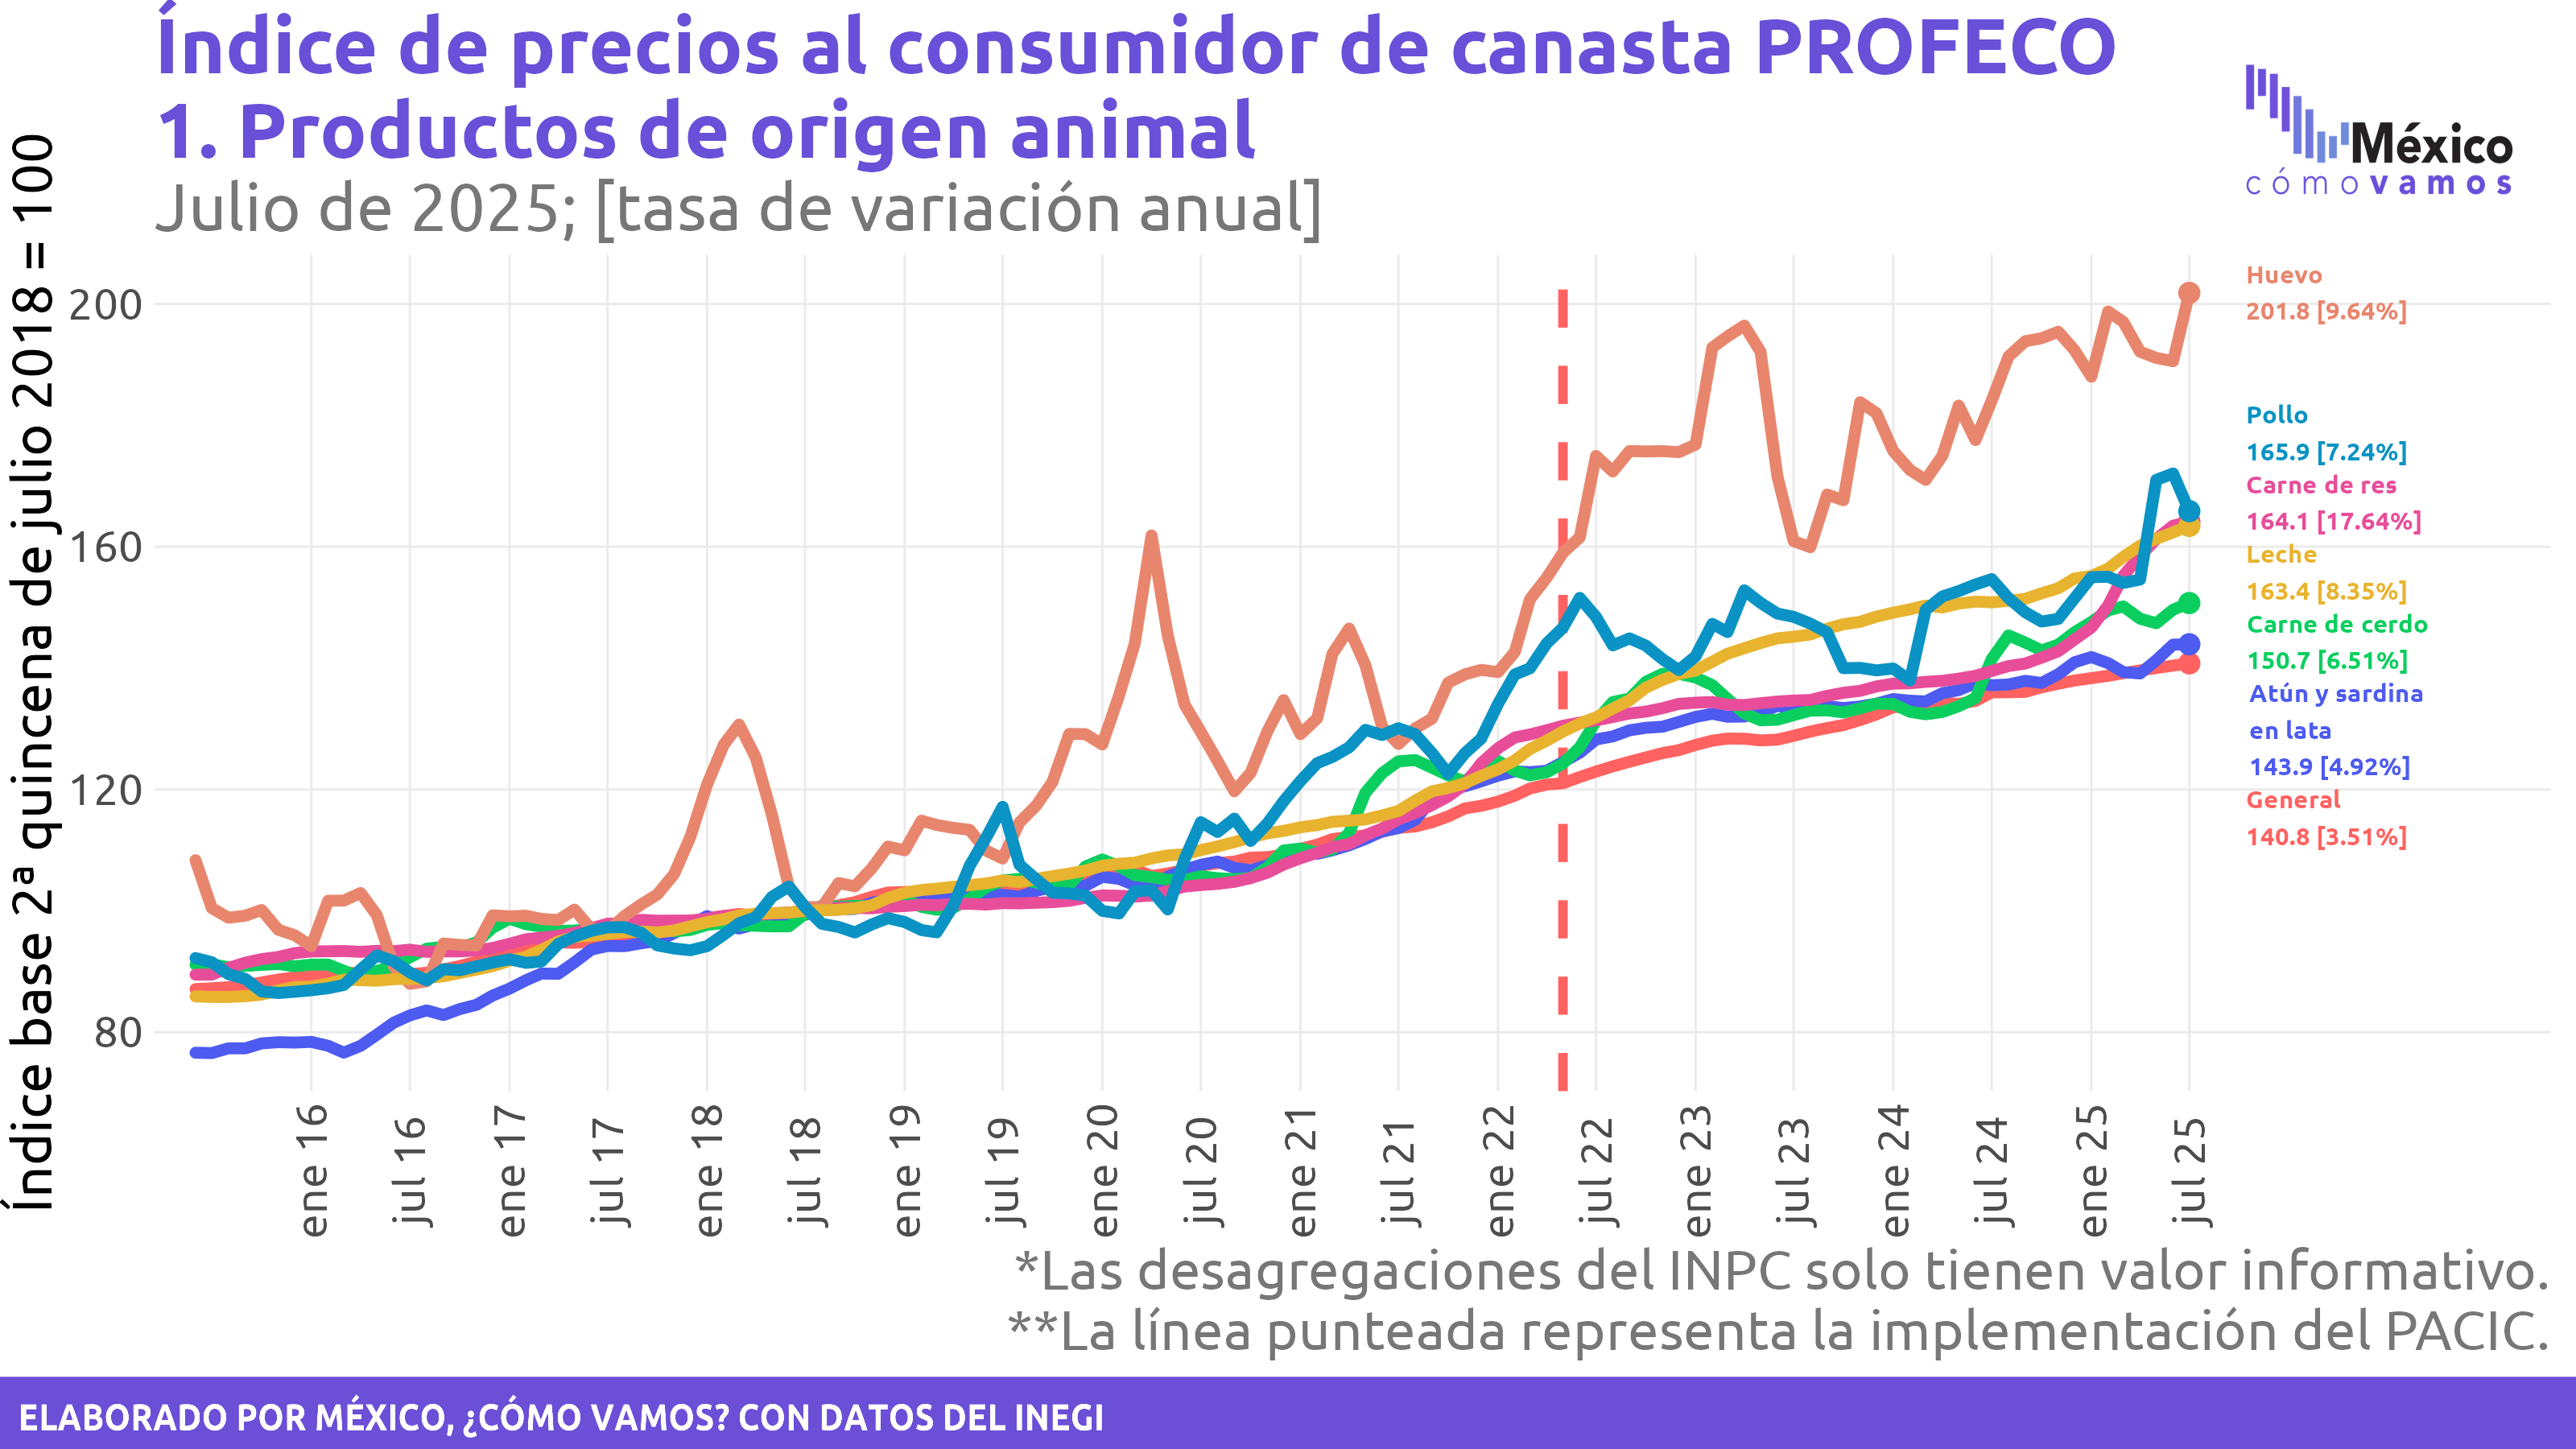 Índice de precios al consumidor de canasta PROFECO
1. Productos de origen animal
Julio de 2025; [tasa de variación anual]
México
cómo vamos
Índice base 2ª quincena de julio 2018 = 100
200
160
120
80
Huevo
201.8 [9.64%]
Pollo
165.9 [7.24%]
Carne de res
164.1 [17.64%]
Leche
163.4 [8.35%]
Carne de cerdo
150.7 [6.51%]
Atún y sardina
en lata
143.9 [4.92%]
General
140.8 [3.51%]
ene 16
jul 16
ene 17
jul 17
ene 18
jul 18
ene 19
jul 19
ene 20
jul 20
ene 21
jul 21
ene 22
jul 22
ene 23
jul 23
ene 24
jul 24
ene 25
jul 25
*Las desagregaciones del INPC solo tienen valor informativo.
**La línea punteada representa la implementación del PACIC.
ELABORADO POR MÉXICO, ¿CÓMO VAMOS? CON DATOS DEL INEGI